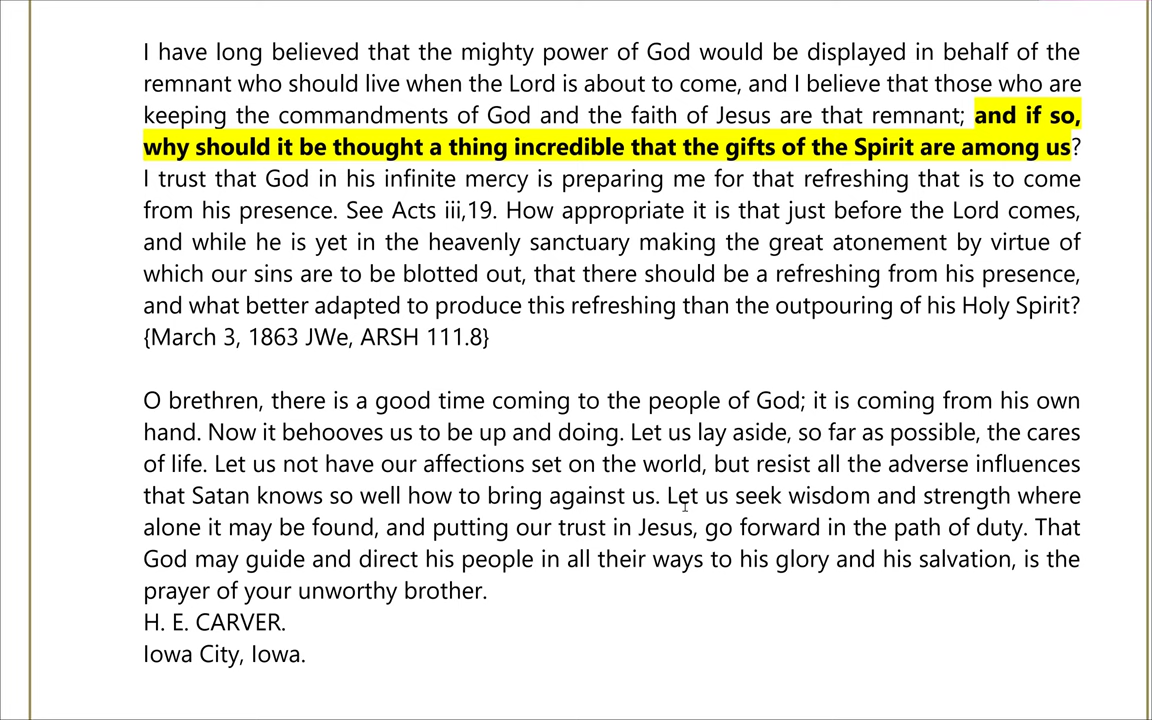 I have long believed that the mighty power of God would be displayed in behalf of the
remnant who should live when the Lord is about to come, and I believe that those who are
keeping the commandments of God and the faith of Jesus are that remnant; and if so,
why should it be thought a thing incredible that the gifts of the Spirit are among us?
I trust that God in his infinite mercy is preparing me for that refreshing that is to come
from his presence. See Acts iii,19. How appropriate it is that just before the Lord comes,
and while he is yet in the heavenly sanctuary making the great atonement by virtue of
which our sins are to be blotted out, that there should be a refreshing from his presence,
and what better adapted to produce this refreshing than the outpouring of his Holy Spirit?
{March 3, 1863 JWe, ARSH 111.8}
O brethren, there is a good time coming to the people of God; it is coming from his own
hand. Now it behooves us to be up and doing. Let us lay aside, so far as possible, the cares
of life. Let us not have our affections set on the world, but resist all the adverse influences
that Satan knows so well how to bring against us. Let us seek wisdom and strength where
alone it may be found, and putting our trust in Jesus, go forward in the path of duty. That
God may guide and direct his people in all their ways to his glory and his salvation, is the
prayer of your unworthy brother.
H. E. CARVER.
Iowa City, Iowa.